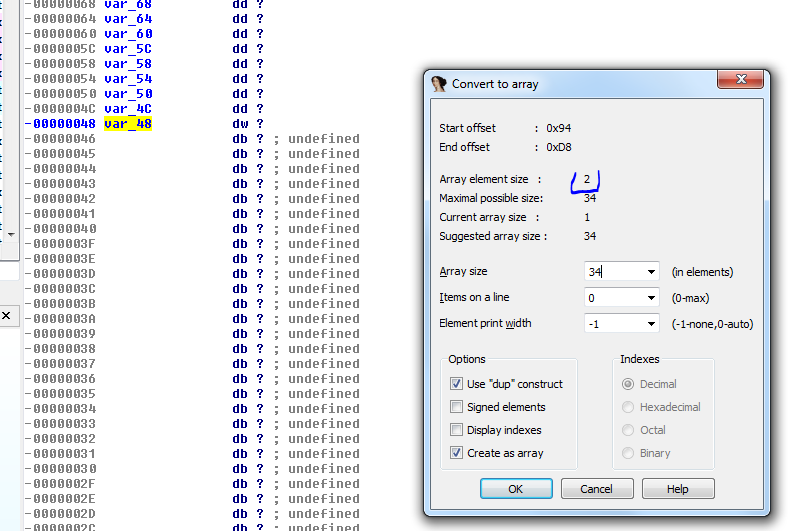 -00000068 var_68 dd ?
-00000064 var_64 dd ?
-00000060 var_60 dd ?
-0000005C var_5C dd ?
-00000058 var_58 dd ?
-00000054 var_54 dd ?
-00000050 var_50 dd ?
-0000004C var_4C dd ?
-00000048 var_48 dw ?
-00000046 db ? ; undefined
-00000045 db ? ; undefined
-00000044 db ? ; undefined
-00000043 db ? ; undefined
-00000042 db ? ; undefined
-00000041 db ? ; undefined
-00000040 db ? ; undefined
-0000003F db ? ; undefined
-0000003E db ? ; undefined
-0000003D db ? ; undefined
-0000003C db ? ; undefined
-0000003B db ? ; undefined
-0000003A db ? ; undefined
-00000039 db ? ; undefined
-00000038 db ? ; undefined
-00000037 db ? ; undefined
-00000036 db ? ; undefined
-00000035 db ? ; undefined
-00000034 db ? ; undefined
-00000033 db ? ; undefined
-00000032 db ? ; undefined
-00000031 db ? ; undefined
-00000030 db ? ; undefined
-0000002F db ? ; undefined
-0000002E db ? ; undefined
-0000002D db ? ; undefined
-0000002C db ? ; undefined
Convert to array
Start offset : 0x94
End offset : 0xD8
Array element size : 2
Maximal possible size: 34
Current array size : 1
Suggested array size : 34
Array size 34 (in elements)
Items on a line 0 (0-max)
Element print width -1 (-1-none,0-auto)
Options
Use "dup" construct
Signed elements
Display indexes
Create as array
Indexes
Decimal
Hexadecimal
Octal
Binary
OK Cancel Help